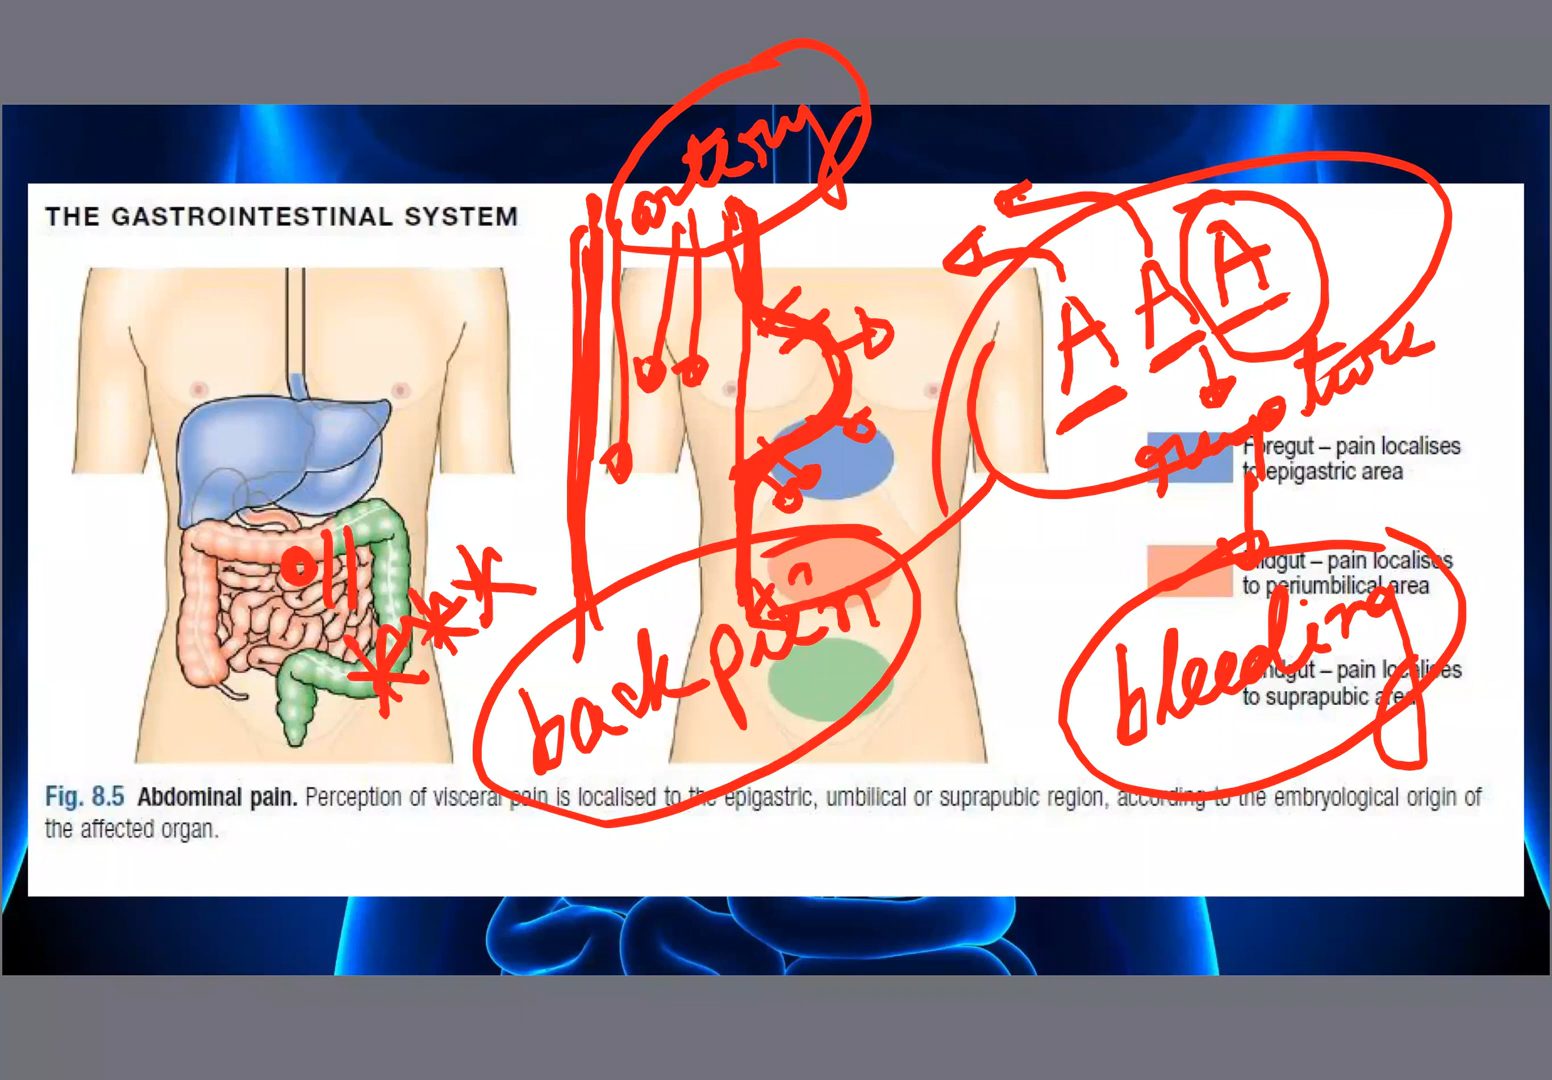 artery
THE GASTROINTESTINAL SYSTEM
A A A
rupture
Foregut – pain localises
to epigastric area
Midgut – pain localises
to periumbilical area
bleeding
Hindgut – pain localises
to suprapubic area
back pain
Fig. 8.5 Abdominal pain. Perception of visceral pain is localised to the epigastric, umbilical or suprapubic region, according to the embryological origin of
the affected organ.